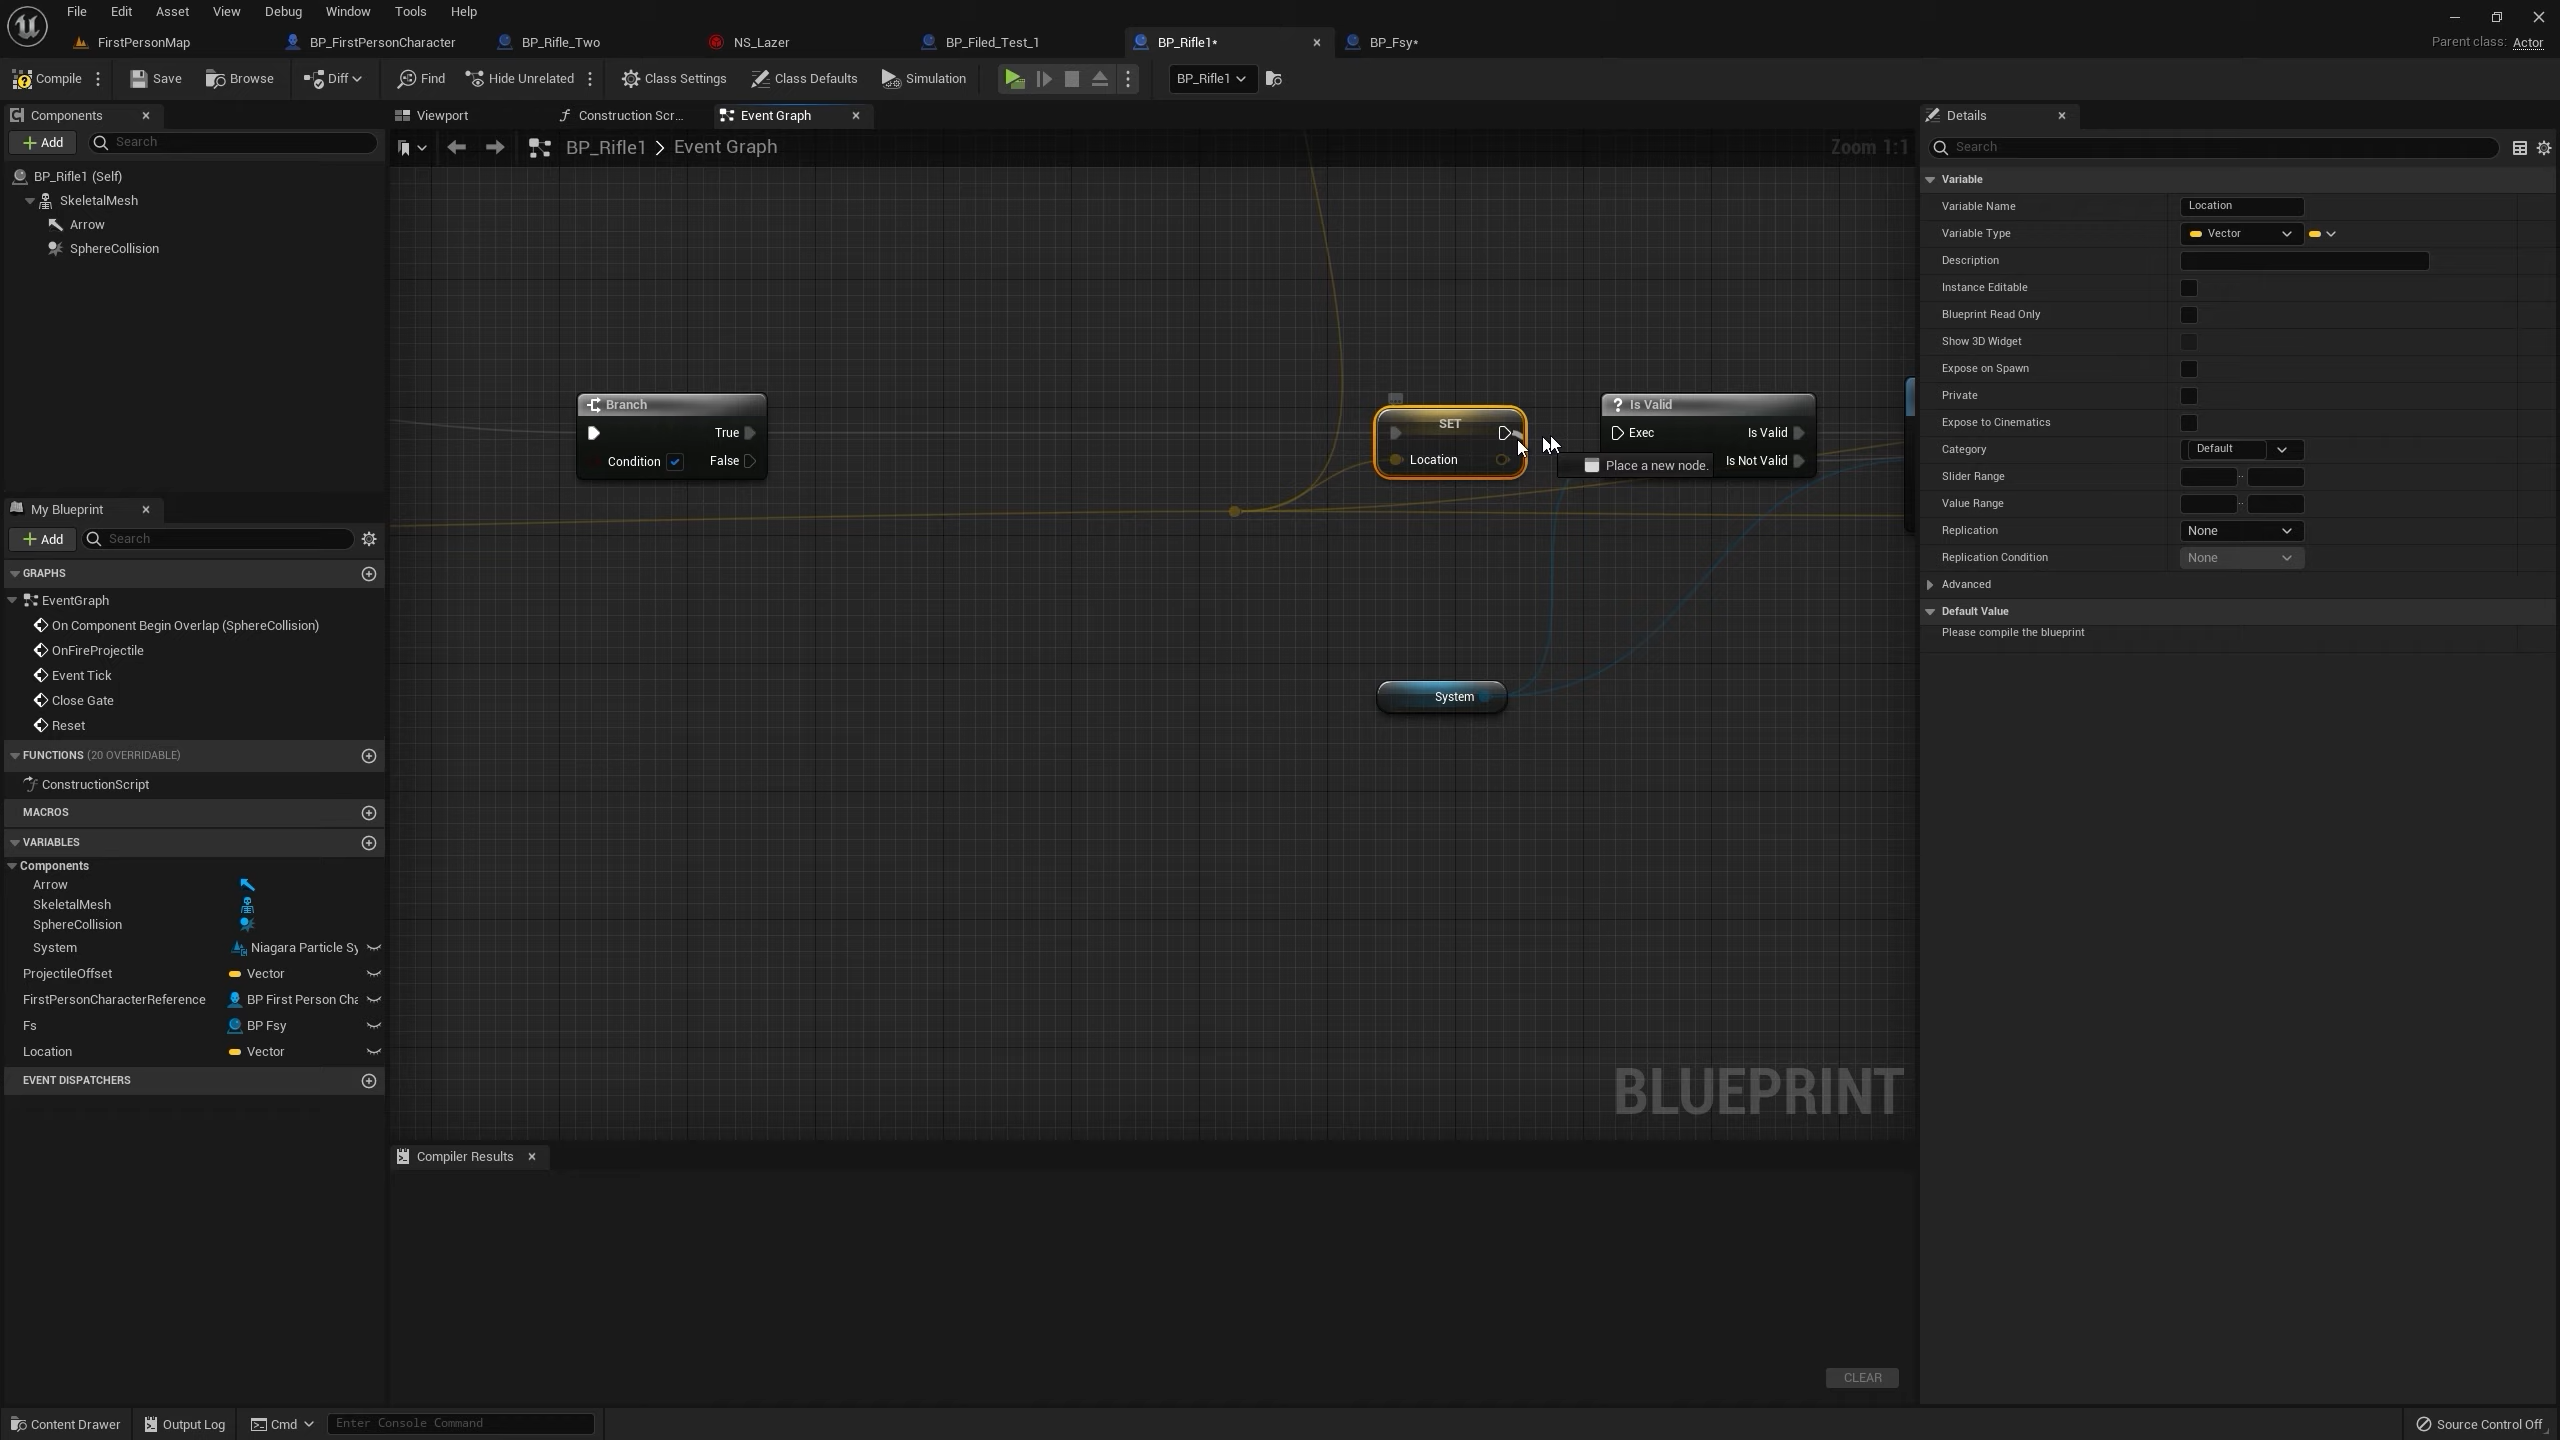 File Edit Asset View Debug Window Tools Help
FirstPersonMap BP_FirstPersonCharacter BP_Rifle_Two NS_Lazer BP_Filed_Test_1 BP_Rifle1* BP_Fsy*
Parent class: Actor
Compile Save Browse Diff Find Hide Unrelated Class Settings Class Defaults Simulation BP_Rifle1
Components
Add Search
BP_Rifle1 (Self)
SkeletalMesh
Arrow
SphereCollision
My Blueprint
Add Search
GRAPHS
EventGraph
On Component Begin Overlap (SphereCollision)
OnFireProjectile
Event Tick
Close Gate
Reset
FUNCTIONS (20 OVERRIDABLE)
ConstructionScript
MACROS
VARIABLES
Components
Arrow
SkeletalMesh
SphereCollision
System Niagara Particle Sy
ProjectileOffset Vector
FirstPersonCharacterReference BP First Person Cha
Fs BP Fsy
Location Vector
EVENT DISPATCHERS
Viewport Construction Scr... Event Graph
BP_Rifle1 > Event Graph
Zoom 1:1
Branch
True
Condition False
SET
Location
Is Valid
Exec Is Valid
Is Not Valid
Place a new node.
System
BLUEPRINT
Compiler Results
CLEAR
Details
Search
Variable
Variable Name Location
Variable Type Vector
Description
Instance Editable
Blueprint Read Only
Show 3D Widget
Expose on Spawn
Private
Expose to Cinematics
Category Default
Slider Range
Value Range
Replication None
Replication Condition None
Advanced
Default Value
Please compile the blueprint
Content Drawer Output Log Cmd Enter Console Command Source Control Off